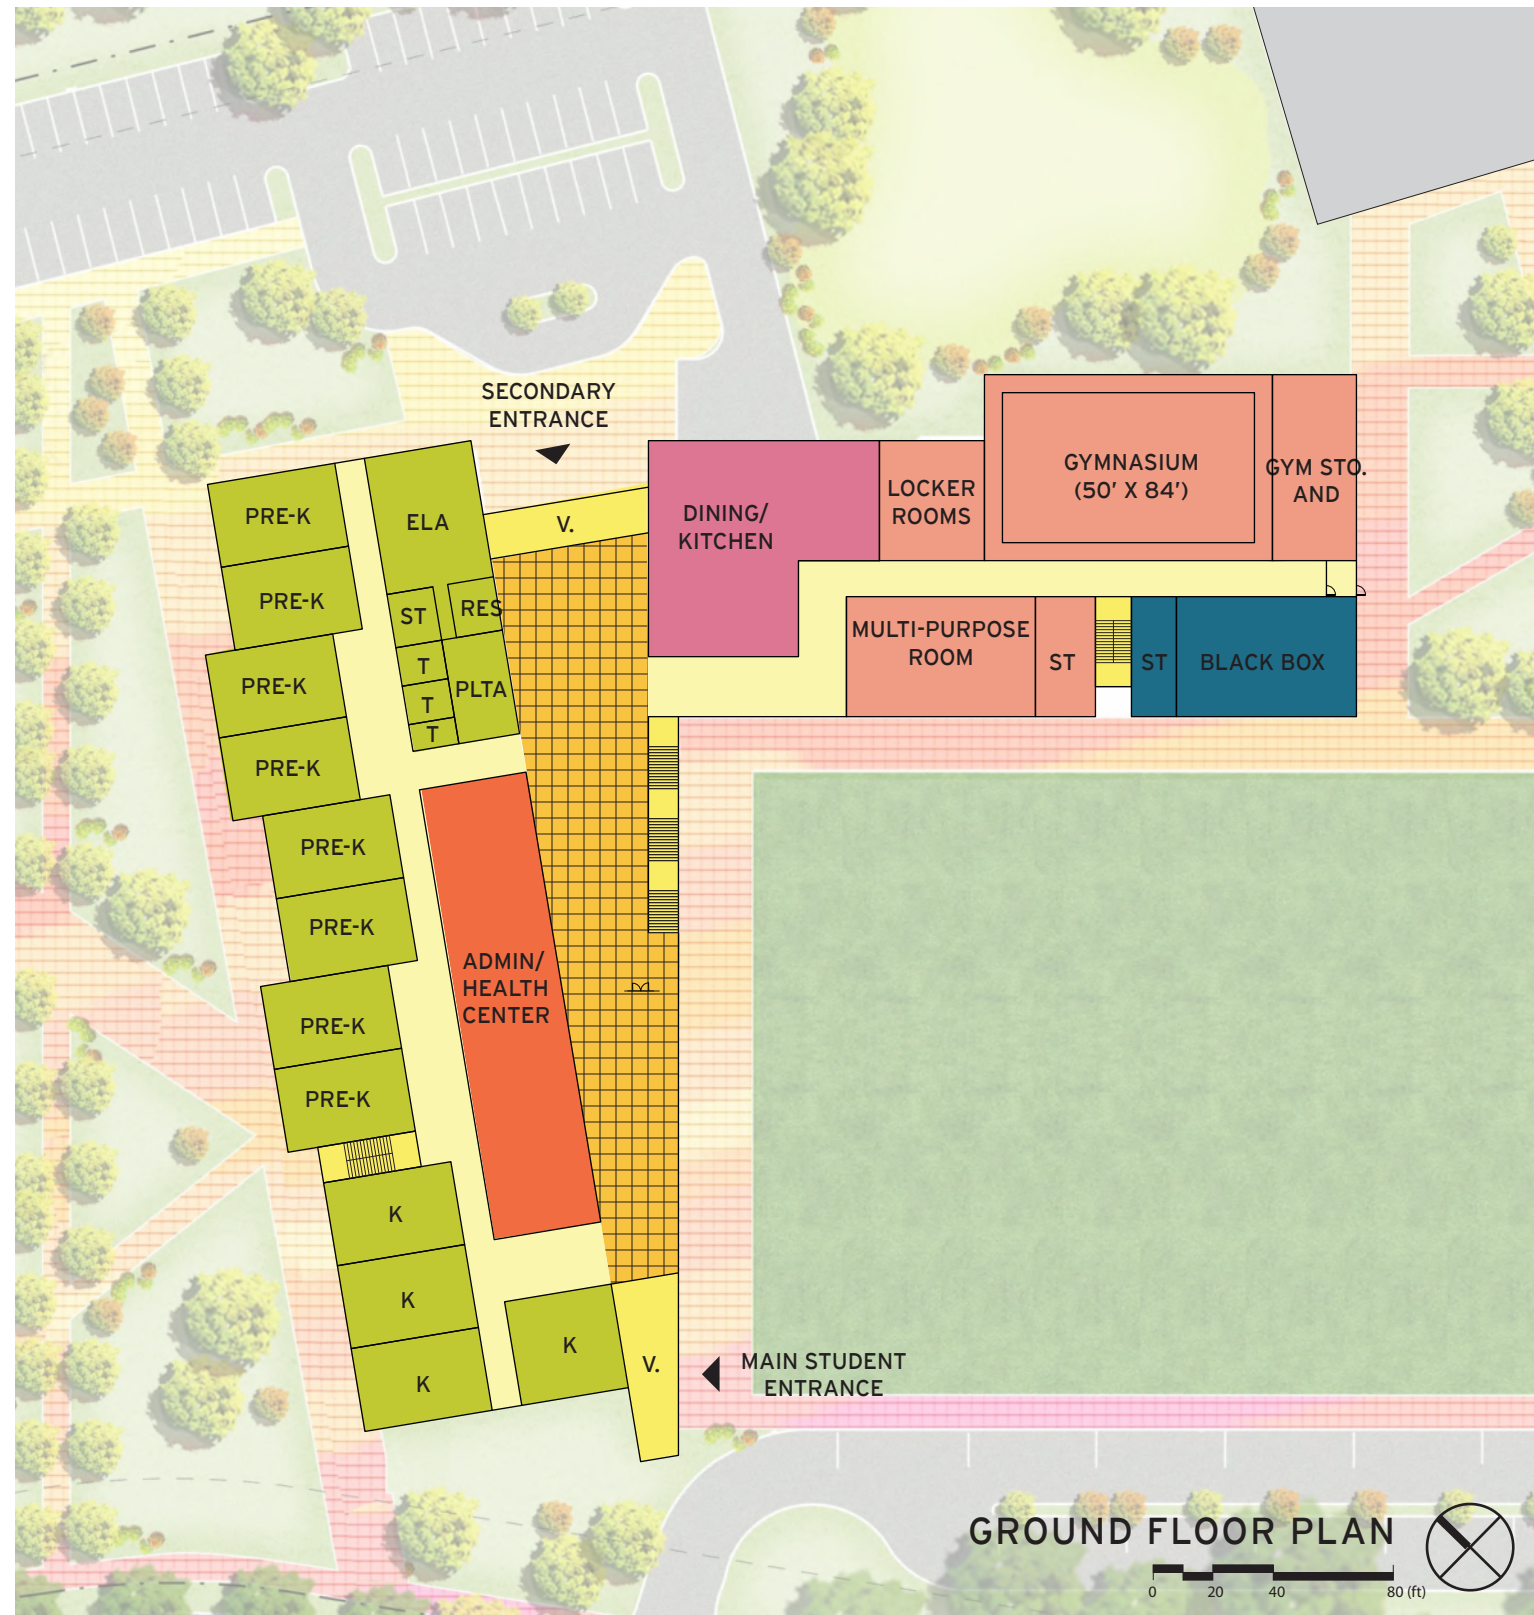 SECONDARY
ENTRANCE
PRE-K
ELA
V.
DINING/
KITCHEN
LOCKER
ROOMS
GYMNASIUM
(50' X 84')
GYM STO.
AND
PRE-K
ST
RES
T
T
T
PLTA
PRE-K
PRE-K
MULTI-PURPOSE
ROOM
ST
ST
BLACK BOX
PRE-K
PRE-K
ADMIN/
HEALTH
CENTER
PRE-K
PRE-K
K
K
K
K
V.
MAIN STUDENT
ENTRANCE
GROUND FLOOR PLAN
0 20 40 80 (ft)